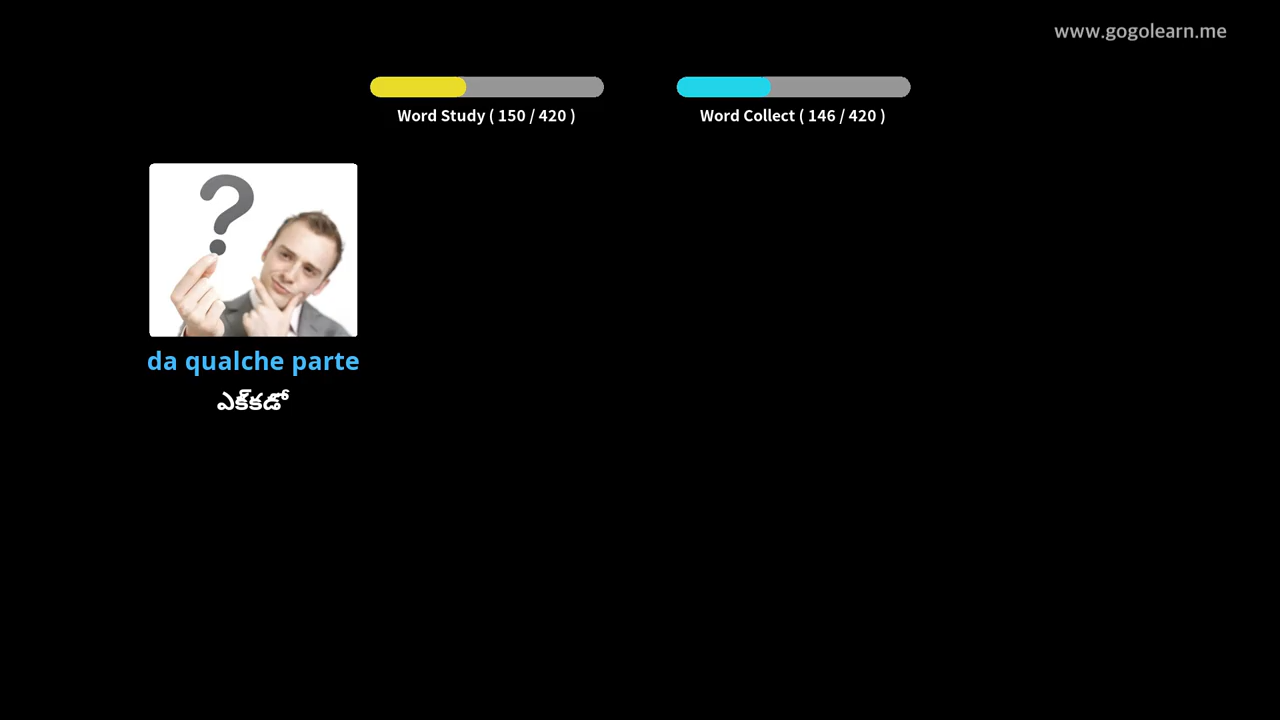 www.gogolearn.me
Word Study ( 150 / 420 )
Word Collect ( 146 / 420 )
da qualche parte
ఎక్కడో